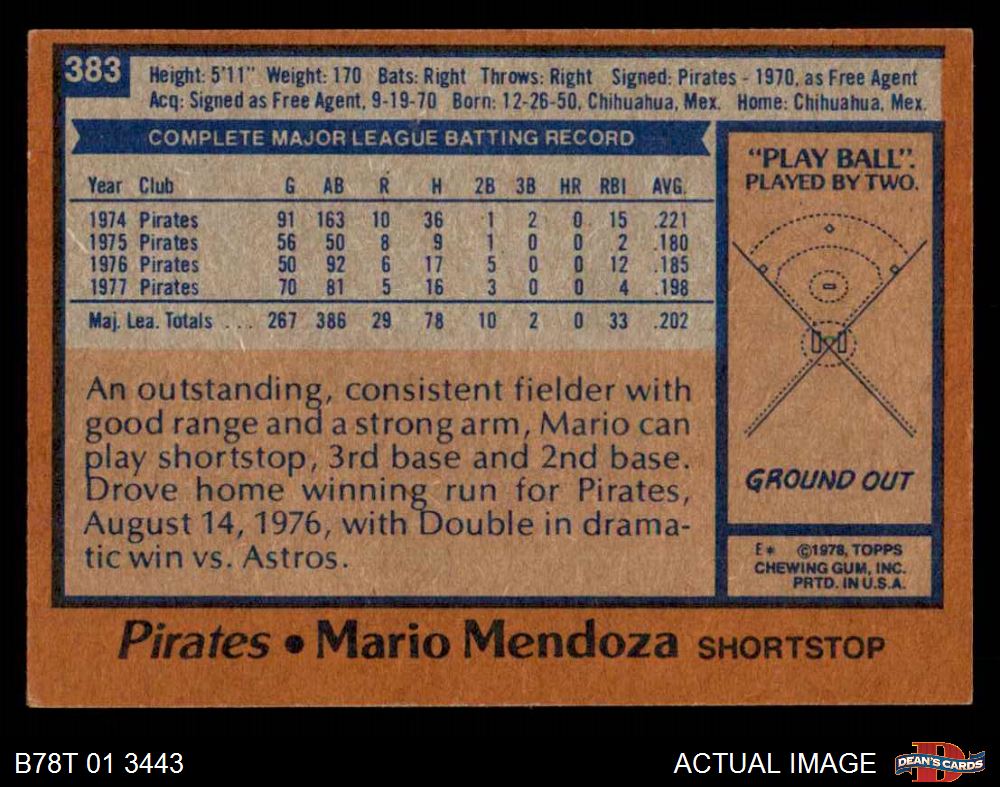 383
Height: 5'11" Weight: 170 Bats: Right Throws: Right Signed: Pirates - 1970, as Free Agent
Acq: Signed as Free Agent, 9-19-70 Born: 12-26-50, Chihuahua, Mex. Home: Chihuahua, Mex.
COMPLETE MAJOR LEAGUE BATTING RECORD
Year Club G AB R H 2B 3B HR RBI AVG.
1974 Pirates 91 163 10 36 1 2 0 15 .221
1975 Pirates 56 50 8 9 1 0 0 2 .180
1976 Pirates 50 92 6 17 5 0 0 12 .185
1977 Pirates 70 81 5 16 3 0 0 4 .198
Maj. Lea. Totals ... 267 386 29 78 10 2 0 33 .202
An outstanding, consistent fielder with
good range and a strong arm, Mario can
play shortstop, 3rd base and 2nd base.
Drove home winning run for Pirates,
August 14, 1976, with Double in drama-
tic win vs. Astros.
"PLAY BALL".
PLAYED BY TWO.
GROUND OUT
E* ©1978, TOPPS
CHEWING GUM, INC.
PRTD. IN U.S.A.
Pirates • Mario Mendoza SHORTSTOP
B78T 01 3443
ACTUAL IMAGE
D
DEAN'S CARDS